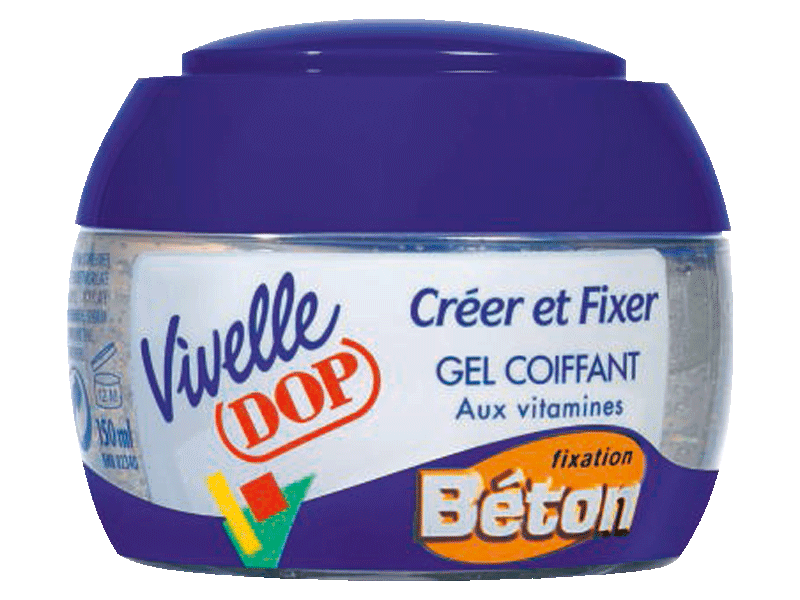 Vivelle
DOP
Créer et Fixer
GEL COIFFANT
Aux vitamines
fixation
Béton
12 M
150 ml